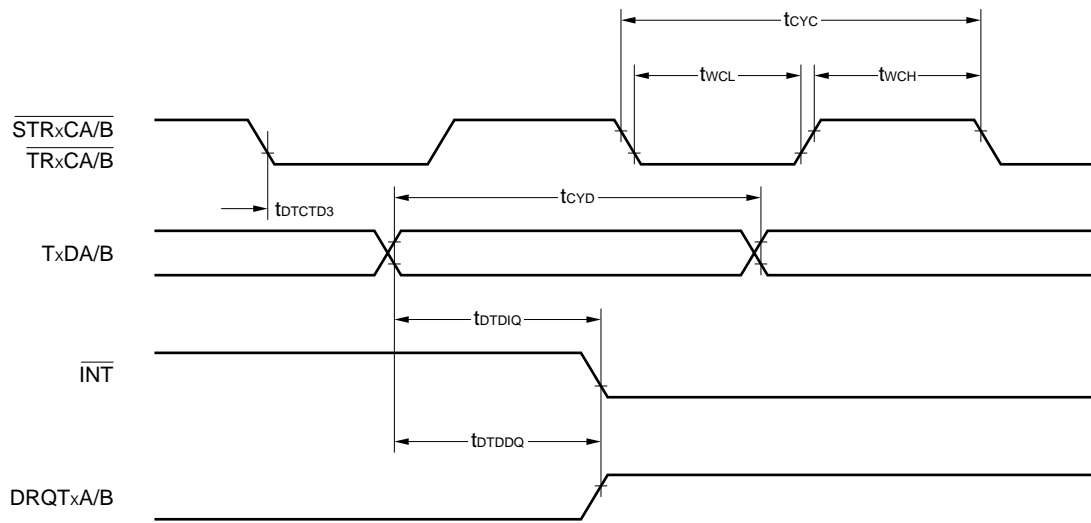 tCYC
tWCL
tWCH
STRxCA/B
TRxCA/B
tDTCTD3
tCYD
TxDA/B
tDTDIQ
INT
tDTDDQ
DRQTxA/B